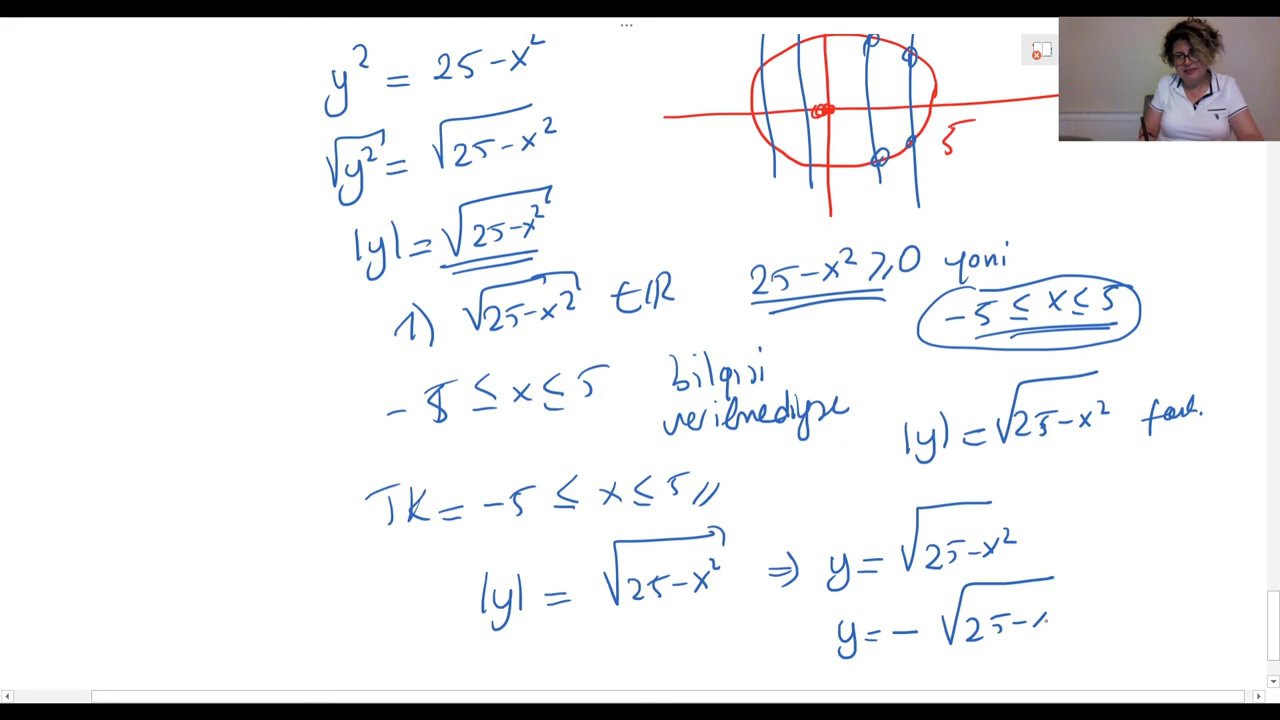 y² = 25-x²
√y² = √25-x²
5
|y| = √25-x²
1) √25-x² ∈ IR 25-x² ≥ 0 yani
-5 ≤ x ≤ 5
-5 ≤ x ≤ 5 bilgisi
verilmediyse
|y| = √25-x²
TK = -5 ≤ x ≤ 5 //
|y| = √25-x² ⇒ y = √25-x²
y = - √25-